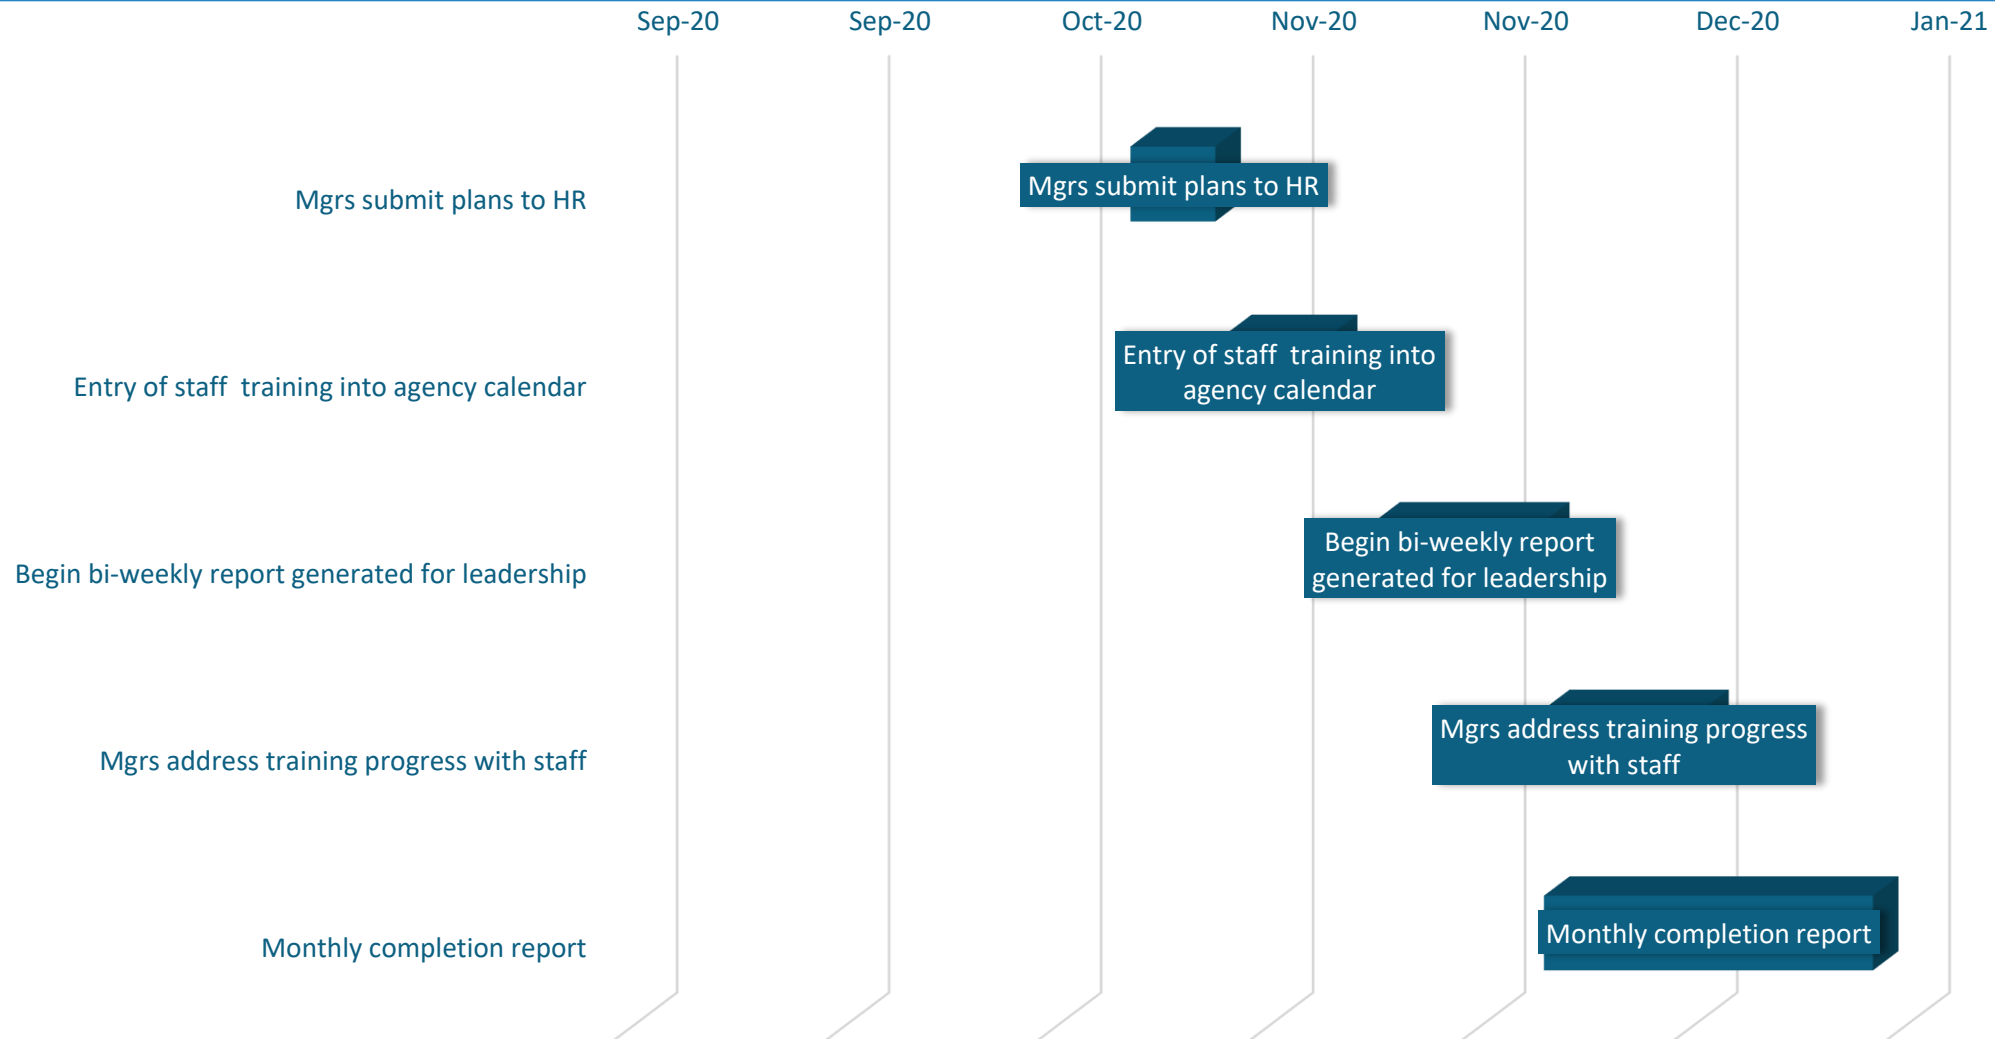 Sep-20 Sep-20 Oct-20 Nov-20 Nov-20 Dec-20 Jan-21
Mgrs submit plans to HR
Mgrs submit plans to HR
Entry of staff  training into agency calendar
Entry of staff  training into
agency calendar
Begin bi-weekly report generated for leadership
Begin bi-weekly report
generated for leadership
Mgrs address training progress with staff
Mgrs address training progress
with staff
Monthly completion report
Monthly completion report